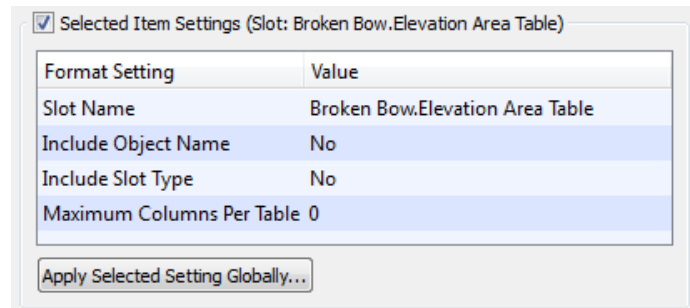 Selected Item Settings (Slot: Broken Bow.Elevation Area Table)
Format Setting Value
Slot Name Broken Bow.Elevation Area Table
Include Object Name No
Include Slot Type No
Maximum Columns Per Table 0
Apply Selected Setting Globally...